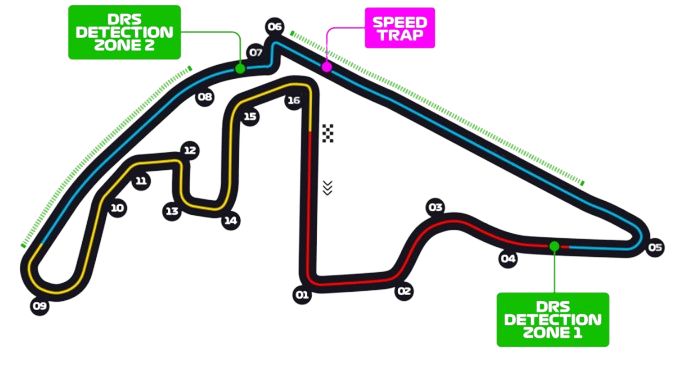 DRS
DETECTION
ZONE 2
06
SPEED
TRAP
07
08
16
15
12
11
10
13
14
03
04
05
09
01
02
DRS
DETECTION
ZONE 1